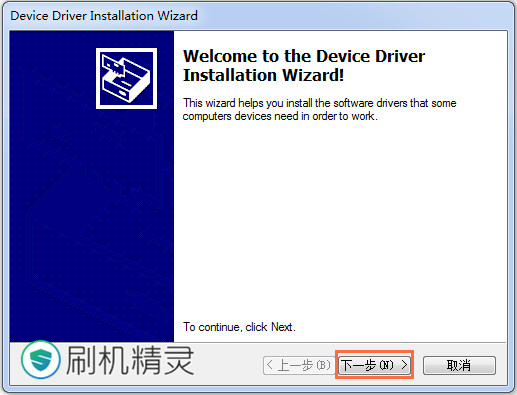 Device Driver Installation Wizard
Welcome to the Device Driver
Installation Wizard!
This wizard helps you install the software drivers that some
computers devices need in order to work.
To continue, click Next.
刷机精灵
< 上一步(B)
下一步(N) >
取消